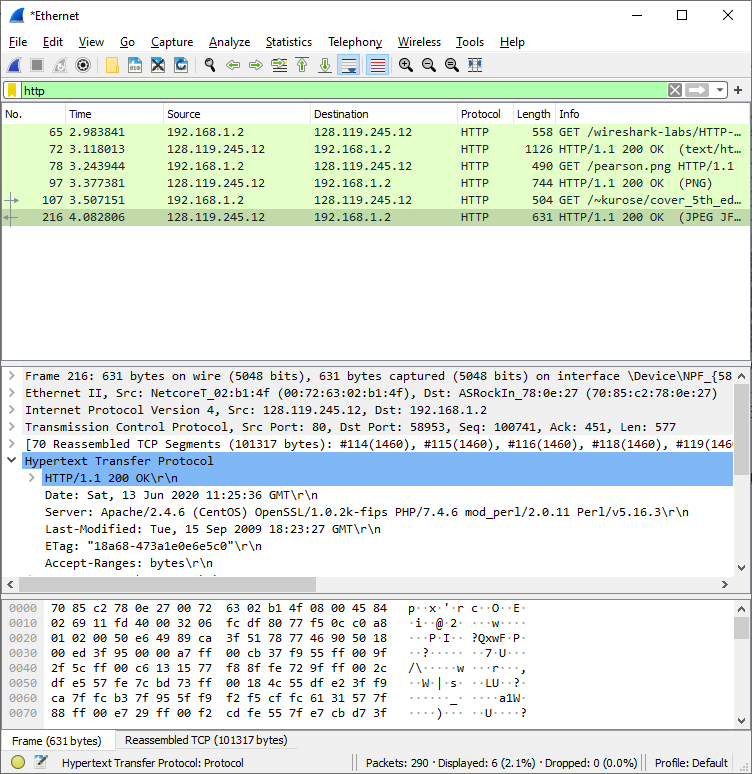 *Ethernet
File Edit View Go Capture Analyze Statistics Telephony Wireless Tools Help
http
No. Time Source Destination Protocol Length Info
65 2.983841 192.168.1.2 128.119.245.12 HTTP 558 GET /wireshark-labs/HTTP-…
72 3.118013 128.119.245.12 192.168.1.2 HTTP 1126 HTTP/1.1 200 OK (text/ht…
78 3.243944 192.168.1.2 128.119.245.12 HTTP 490 GET /pearson.png HTTP/1.1
97 3.377381 128.119.245.12 192.168.1.2 HTTP 744 HTTP/1.1 200 OK (PNG)
107 3.507151 192.168.1.2 128.119.245.12 HTTP 504 GET /~kurose/cover_5th_ed…
216 4.082806 128.119.245.12 192.168.1.2 HTTP 631 HTTP/1.1 200 OK (JPEG JF…
Frame 216: 631 bytes on wire (5048 bits), 631 bytes captured (5048 bits) on interface \Device\NPF_{58
Ethernet II, Src: NetcoreT_02:b1:4f (00:72:63:02:b1:4f), Dst: ASRockIn_78:0e:27 (70:85:c2:78:0e:27)
Internet Protocol Version 4, Src: 128.119.245.12, Dst: 192.168.1.2
Transmission Control Protocol, Src Port: 80, Dst Port: 58953, Seq: 100741, Ack: 451, Len: 577
[70 Reassembled TCP Segments (101317 bytes): #114(1460), #115(1460), #116(1460), #118(1460), #119(146
Hypertext Transfer Protocol
HTTP/1.1 200 OK\r\n
Date: Sat, 13 Jun 2020 11:25:36 GMT\r\n
Server: Apache/2.4.6 (CentOS) OpenSSL/1.0.2k-fips PHP/7.4.6 mod_perl/2.0.11 Perl/v5.16.3\r\n
Last-Modified: Tue, 15 Sep 2009 18:23:27 GMT\r\n
ETag: "18a68-473a1e0e6e5c0"\r\n
Accept-Ranges: bytes\r\n
0000 70 85 c2 78 0e 27 00 72 63 02 b1 4f 08 00 45 84 p··x·'·r c··O··E·
0010 02 69 11 fd 40 00 32 06 fc df 80 77 f5 0c c0 a8 ·i··@·2· ···w····
0020 01 02 00 50 e6 49 89 ca 3f 51 78 77 46 90 50 18 ···P·I·· ?QxwF·P·
0030 00 ed 3f 95 00 00 a7 ff 00 cb 37 f9 55 ff 00 9f ··?····· ··7·U···
0040 2f 5c ff 00 c6 13 15 77 f8 8f fe 72 9f ff 00 2c /\·····w ···r···,
0050 df e5 57 fe 7c bd 73 ff 00 18 4c 55 df e2 3f f9 ··W·|·s· ··LU··?·
0060 ca 7f fc b3 7f 95 5f f9 f2 f5 cf fc 61 31 57 7f ······_· ····a1W·
0070 88 ff 00 e7 29 ff 00 f2 cd fe 55 7f e7 cb d7 3f ····)··· ··U····?
Frame (631 bytes) Reassembled TCP (101317 bytes)
Hypertext Transfer Protocol: Protocol Packets: 290 · Displayed: 6 (2.1%) · Dropped: 0 (0.0%) Profile: Default